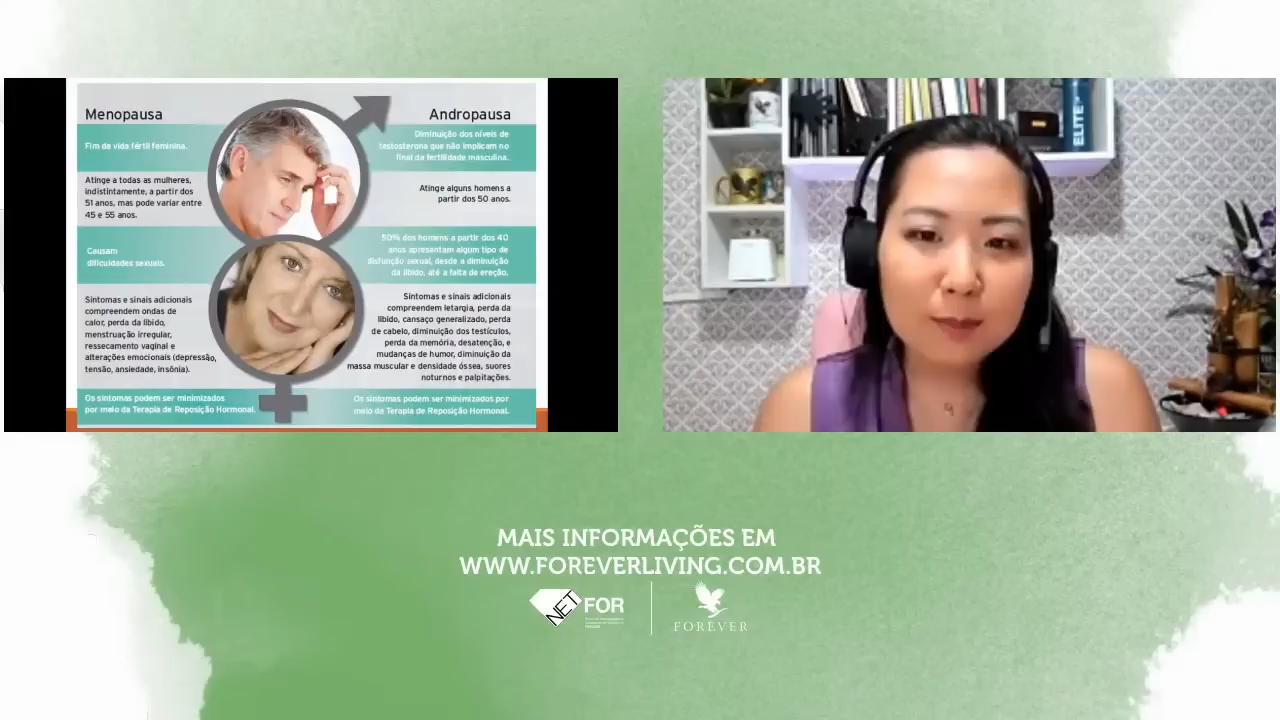 Menopausa
Fim da vida fértil feminina.
Atinge a todas as mulheres,
indistintamente, a partir dos
51 anos, mas pode variar entre
45 e 55 anos.
Causam
dificuldades sexuais.
Sintomas e sinais adicionais
compreendem ondas de
calor, perda da libido,
menstruação irregular,
ressecamento vaginal e
alterações emocionais (depressão,
tensão, ansiedade, insônia).
Os sintomas podem ser minimizados
por meio da Terapia de Reposição Hormonal.
Andropausa
Diminuição dos níveis de
testosterona que não implicam no
final da fertilidade masculina.
Atinge alguns homens a
partir dos 50 anos.
50% dos homens a partir dos 40
anos apresentam algum tipo de
disfunção sexual, desde a diminuição
da libido, até a falta de ereção.
Sintomas e sinais adicionais
compreendem letargia, perda da
libido, cansaço generalizado, perda
de cabelo, diminuição dos testículos,
perda da memória, desatenção, e
mudanças de humor, diminuição da
massa muscular e densidade óssea, suores
noturnos e palpitações.
Os sintomas podem ser minimizados por
meio da Terapia de Reposição Hormonal.
ELITE
MAIS INFORMAÇÕES EM
WWW.FOREVERLIVING.COM.BR
NET FOR
FOREVER